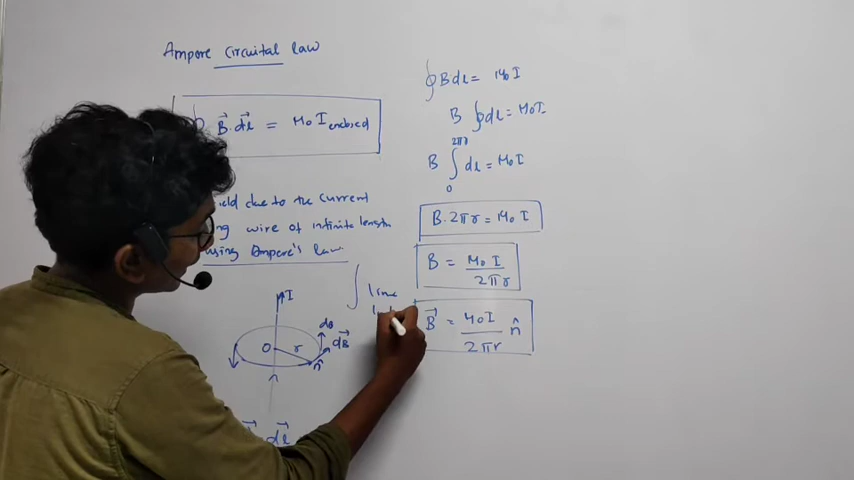 Ampere circuital law
B⃗.dl⃗ = μ₀ I enclosed
due to the current
wire of infinite length
using Ampere's law
I
O
r
dθ
dB⃗
n̂
line
dl⃗
∮ B dl = μ₀ I
B ∮ dl = μ₀ I
B ∫₀^2πr dl = μ₀ I
B. 2πr = μ₀ I
B = μ₀ I / 2πr
B⃗ = μ₀ I / 2πr n̂